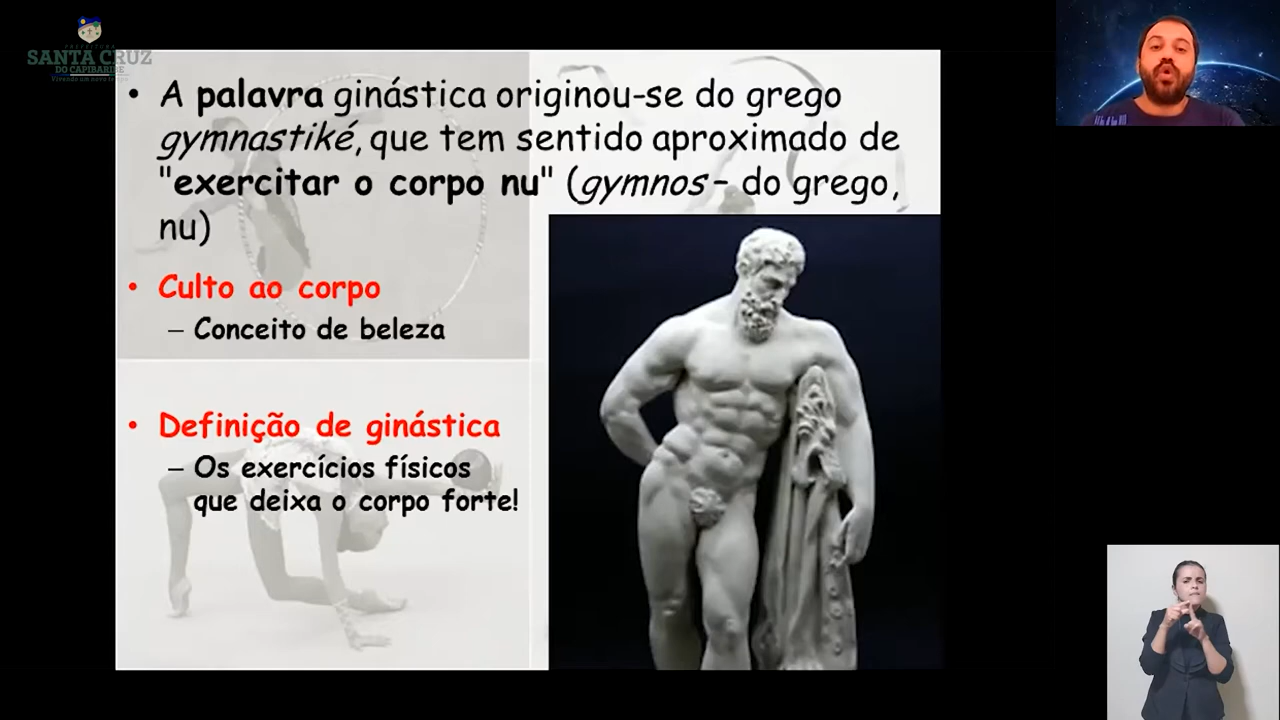 PREFEITURA
SANTA CRUZ
DO CAPIBARIBE
• A palavra ginástica originou-se do grego
gymnastiké, que tem sentido aproximado de
"exercitar o corpo nu" (gymnos – do grego,
nu)
• Culto ao corpo
– Conceito de beleza
• Definição de ginástica
– Os exercícios físicos
que deixa o corpo forte!